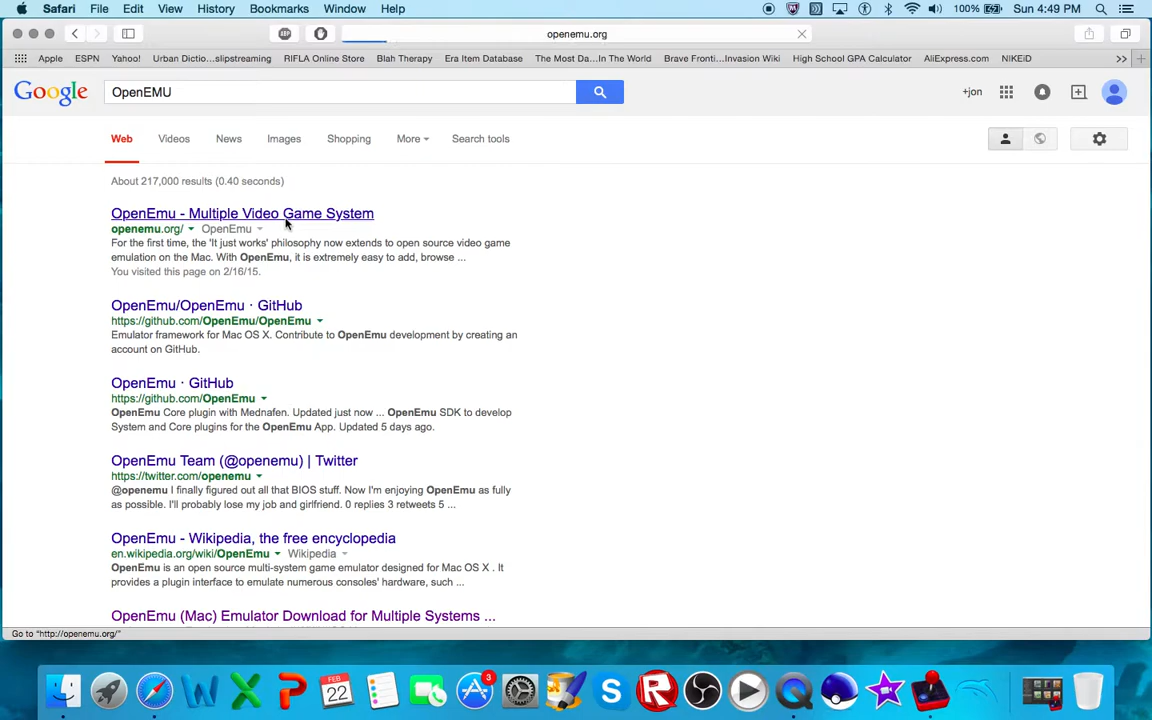 Safari File Edit View History Bookmarks Window Help 100% Sun 4:49 PM
openemu.org
Apple ESPN Yahoo! Urban Dictio...slipstreaming RIFLA Online Store Blah Therapy Era Item Database The Most Da...In The World Brave Fronti...Invasion Wiki High School GPA Calculator AliExpress.com NIKEiD >>
Google OpenEMU +jon
Web Videos News Images Shopping More Search tools
About 217,000 results (0.40 seconds)
OpenEmu - Multiple Video Game System
openemu.org/ OpenEmu
For the first time, the 'It just works' philosophy now extends to open source video game
emulation on the Mac. With OpenEmu, it is extremely easy to add, browse ...
You visited this page on 2/16/15.
OpenEmu/OpenEmu · GitHub
https://github.com/OpenEmu/OpenEmu
Emulator framework for Mac OS X. Contribute to OpenEmu development by creating an
account on GitHub.
OpenEmu · GitHub
https://github.com/OpenEmu
OpenEmu Core plugin with Mednafen. Updated just now ... OpenEmu SDK to develop
System and Core plugins for the OpenEmu App. Updated 5 days ago.
OpenEmu Team (@openemu) | Twitter
https://twitter.com/openemu
@openemu I finally figured out all that BIOS stuff. Now I'm enjoying OpenEmu as fully
as possible. I'll probably lose my job and girlfriend. 0 replies 3 retweets 5 ...
OpenEmu - Wikipedia, the free encyclopedia
en.wikipedia.org/wiki/OpenEmu Wikipedia
OpenEmu is an open source multi-system game emulator designed for Mac OS X . It
provides a plugin interface to emulate numerous consoles' hardware, such ...
OpenEmu (Mac) Emulator Download for Multiple Systems ...
Go to "http://openemu.org/"
FEB
22
3